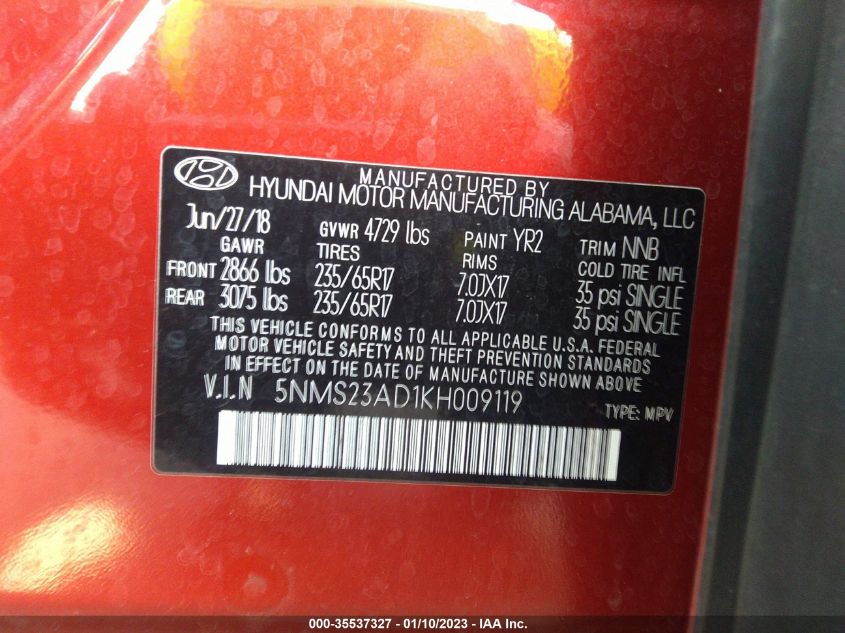 MANUFACTURED BY
HYUNDAI MOTOR MANUFACTURING ALABAMA, LLC
Jun/27/18 GVWR 4729 lbs PAINT YR2 TRIM NNB
GAWR TIRES RIMS COLD TIRE INFL
FRONT 2866 lbs 235/65R17 7.0JX17 35 psi SINGLE
REAR 3075 lbs 235/65R17 7.0JX17 35 psi SINGLE
THIS VEHICLE CONFORMS TO ALL APPLICABLE U.S.A. FEDERAL
MOTOR VEHICLE SAFETY AND THEFT PREVENTION STANDARDS
IN EFFECT ON THE DATE OF MANUFACTURE SHOWN ABOVE.
V.I.N 5NMS23AD1KH009119 TYPE: MPV
000-35537327 - 01/10/2023 - IAA Inc.